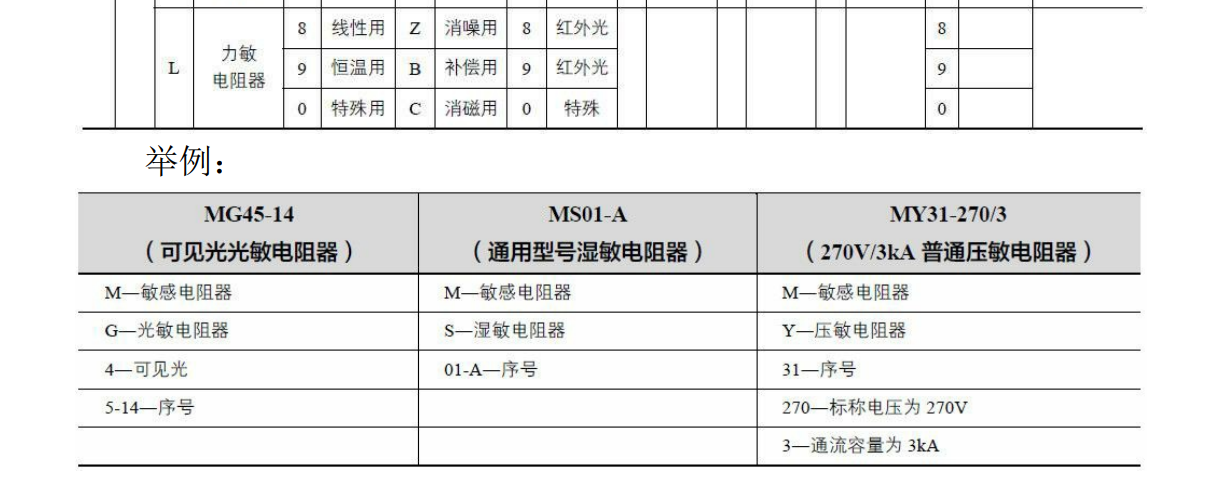 8 线性用 Z 消噪用 8 红外光 8
L 力敏电阻器 9 恒温用 B 补偿用 9 红外光 9
0 特殊用 C 消磁用 0 特殊 0
举例：
MG45-14 MS01-A MY31-270/3
（可见光光敏电阻器） （通用型号湿敏电阻器） （270V/3kA 普通压敏电阻器）
M—敏感电阻器 M—敏感电阻器 M—敏感电阻器
G—光敏电阻器 S—湿敏电阻器 Y—压敏电阻器
4—可见光 01-A—序号 31—序号
5-14—序号 270—标称电压为 270V
3—通流容量为 3kA